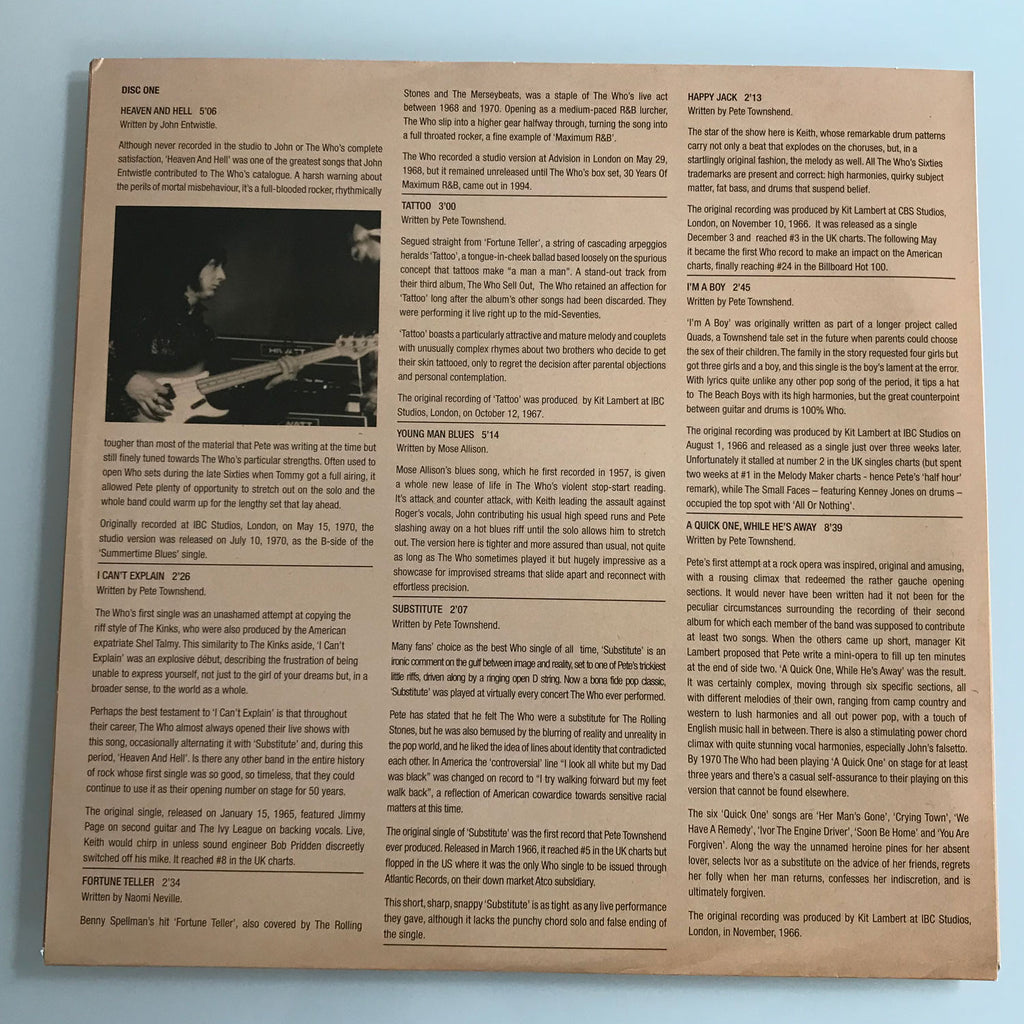 DISC ONE
HEAVEN AND HELL 5'06
Written by John Entwistle.
Although never recorded in the studio to John or The Who's complete
satisfaction, 'Heaven And Hell' was one of the greatest songs that John
Entwistle contributed to The Who's catalogue. A harsh warning about
the perils of mortal misbehaviour, it's a full-blooded rocker, rhythmically
HIWATT
tougher than most of the material that Pete was writing at the time but
still finely tuned towards The Who's particular strengths. Often used to
open Who sets during the late Sixties when Tommy got a full airing, it
allowed Pete plenty of opportunity to stretch out on the solo and the
whole band could warm up for the lengthy set that lay ahead.
Originally recorded at IBC Studios, London, on May 15, 1970, the
studio version was released on July 10, 1970, as the B-side of the
'Summertime Blues' single.
I CAN'T EXPLAIN 2'26
Written by Pete Townshend.
The Who's first single was an unashamed attempt at copying the
riff style of The Kinks, who were also produced by the American
expatriate Shel Talmy. This similarity to The Kinks aside, 'I Can't
Explain' was an explosive début, describing the frustration of being
unable to express yourself, not just to the girl of your dreams but, in a
broader sense, to the world as a whole.
Perhaps the best testament to 'I Can't Explain' is that throughout
their career, The Who almost always opened their live shows with
this song, occasionally alternating it with 'Substitute' and, during this
period, 'Heaven And Hell'. Is there any other band in the entire history
of rock whose first single was so good, so timeless, that they could
continue to use it as their opening number on stage for 50 years.
The original single, released on January 15, 1965, featured Jimmy
Page on second guitar and The Ivy League on backing vocals. Live,
Keith would chirp in unless sound engineer Bob Pridden discreetly
switched off his mike. It reached #8 in the UK charts.
FORTUNE TELLER 2'34
Written by Naomi Neville.
Benny Spellman's hit 'Fortune Teller', also covered by The Rolling
Stones and The Merseybeats, was a staple of The Who's live act
between 1968 and 1970. Opening as a medium-paced R&B lurcher,
The Who slip into a higher gear halfway through, turning the song into
a full throated rocker, a fine example of 'Maximum R&B'.
The Who recorded a studio version at Advision in London on May 29,
1968, but it remained unreleased until The Who's box set, 30 Years Of
Maximum R&B, came out in 1994.
TATTOO 3'00
Written by Pete Townshend.
Segued straight from 'Fortune Teller', a string of cascading arpeggios
heralds 'Tattoo', a tongue-in-cheek ballad based loosely on the spurious
concept that tattoos make "a man a man". A stand-out track from
their third album, The Who Sell Out, The Who retained an affection for
'Tattoo' long after the album's other songs had been discarded. They
were performing it live right up to the mid-Seventies.
'Tattoo' boasts a particularly attractive and mature melody and couplets
with unusually complex rhymes about two brothers who decide to get
their skin tattooed, only to regret the decision after parental objections
and personal contemplation.
The original recording of 'Tattoo' was produced by Kit Lambert at IBC
Studios, London, on October 12, 1967.
YOUNG MAN BLUES 5'14
Written by Mose Allison.
Mose Allison's blues song, which he first recorded in 1957, is given
a whole new lease of life in The Who's violent stop-start reading.
It's attack and counter attack, with Keith leading the assault against
Roger's vocals, John contributing his usual high speed runs and Pete
slashing away on a hot blues riff until the solo allows him to stretch
out. The version here is tighter and more assured than usual, not quite
as long as The Who sometimes played it but hugely impressive as a
showcase for improvised streams that slide apart and reconnect with
effortless precision.
SUBSTITUTE 2'07
Written by Pete Townshend.
Many fans' choice as the best Who single of all time, 'Substitute' is an
ironic comment on the gulf between image and reality, set to one of Pete's trickiest
little riffs, driven along by a ringing open D string. Now a bona fide pop classic,
'Substitute' was played at virtually every concert The Who ever performed.
Pete has stated that he felt The Who were a substitute for The Rolling
Stones, but he was also bemused by the blurring of reality and unreality in
the pop world, and he liked the idea of lines about identity that contradicted
each other. In America the 'controversial' line "I look all white but my Dad
was black" was changed on record to "I try walking forward but my feet
walk back", a reflection of American cowardice towards sensitive racial
matters at this time.
The original single of 'Substitute' was the first record that Pete Townshend
ever produced. Released in March 1966, it reached #5 in the UK charts but
flopped in the US where it was the only Who single to be issued through
Atlantic Records, on their down market Atco subsidiary.
This short, sharp, snappy 'Substitute' is as tight as any live performance
they gave, although it lacks the punchy chord solo and false ending of
the single.
HAPPY JACK 2'13
Written by Pete Townshend.
The star of the show here is Keith, whose remarkable drum patterns
carry not only a beat that explodes on the choruses, but, in a
startlingly original fashion, the melody as well. All The Who's Sixties
trademarks are present and correct: high harmonies, quirky subject
matter, fat bass, and drums that suspend belief.
The original recording was produced by Kit Lambert at CBS Studios,
London, on November 10, 1966. It was released as a single
December 3 and reached #3 in the UK charts. The following May
it became the first Who record to make an impact on the American
charts, finally reaching #24 in the Billboard Hot 100.
I'M A BOY 2'45
Written by Pete Townshend.
'I'm A Boy' was originally written as part of a longer project called
Quads, a Townshend tale set in the future when parents could choose
the sex of their children. The family in the story requested four girls but
got three girls and a boy, and this single is the boy's lament at the error.
With lyrics quite unlike any other pop song of the period, it tips a hat
to The Beach Boys with its high harmonies, but the great counterpoint
between guitar and drums is 100% Who.
The original recording was produced by Kit Lambert at IBC Studios on
August 1, 1966 and released as a single just over three weeks later.
Unfortunately it stalled at number 2 in the UK singles charts (but spent
two weeks at #1 in the Melody Maker charts - hence Pete's 'half hour'
remark), while The Small Faces – featuring Kenney Jones on drums –
occupied the top spot with 'All Or Nothing'.
A QUICK ONE, WHILE HE'S AWAY 8'39
Written by Pete Townshend.
Pete's first attempt at a rock opera was inspired, original and amusing,
with a rousing climax that redeemed the rather gauche opening
sections. It would never have been written had it not been for the
peculiar circumstances surrounding the recording of their second
album for which each member of the band was supposed to contribute
at least two songs. When the others came up short, manager Kit
Lambert proposed that Pete write a mini-opera to fill up ten minutes
at the end of side two. 'A Quick One, While He's Away' was the result.
It was certainly complex, moving through six specific sections, all
with different melodies of their own, ranging from camp country and
western to lush harmonies and all out power pop, with a touch of
English music hall in between. There is also a stimulating power chord
climax with quite stunning vocal harmonies, especially John's falsetto.
By 1970 The Who had been playing 'A Quick One' on stage for at least
three years and there's a casual self-assurance to their playing on this
version that cannot be found elsewhere.
The six 'Quick One' songs are 'Her Man's Gone', 'Crying Town', 'We
Have A Remedy', 'Ivor The Engine Driver', 'Soon Be Home' and 'You Are
Forgiven'. Along the way the unnamed heroine pines for her absent
lover, selects Ivor as a substitute on the advice of her friends, regrets
her folly when her man returns, confesses her indiscretion, and is
ultimately forgiven.
The original recording was produced by Kit Lambert at IBC Studios,
London, in November, 1966.